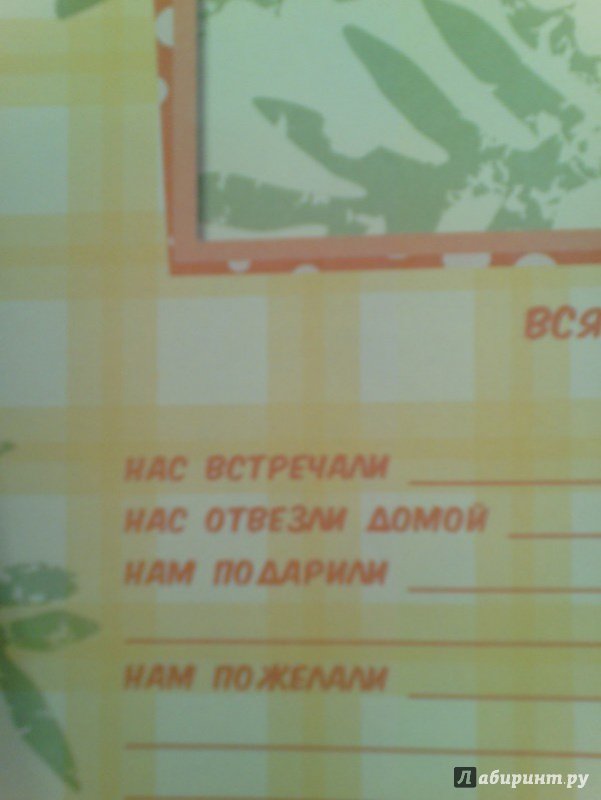 ВСЯ
НАС ВСТРЕЧАЛИ
НАС ОТВЕЗЛИ ДОМОЙ
НАМ ПОДАРИЛИ
НАМ ПОЖЕЛАЛИ
Лабиринт.ру